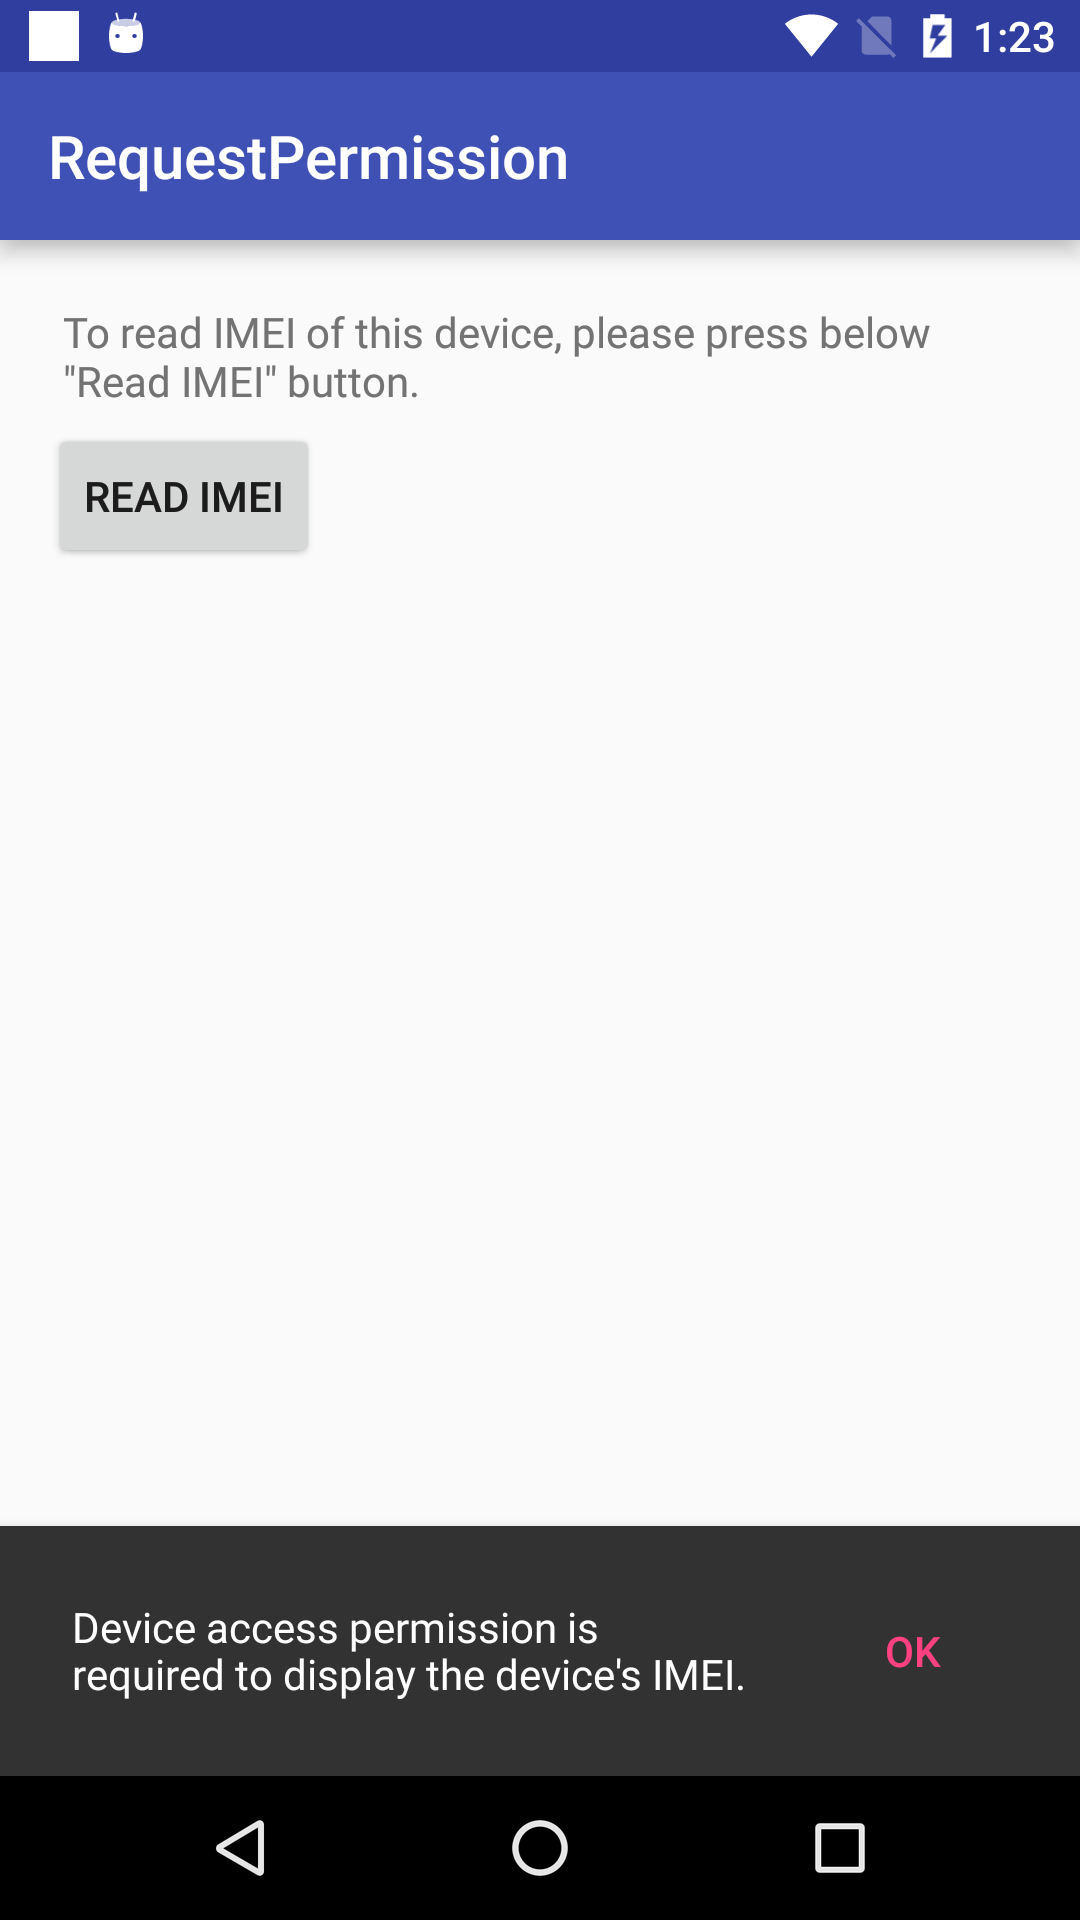 1:23
RequestPermission
To read IMEI of this device, please press below
"Read IMEI" button.
READ IMEI
Device access permission is
required to display the device's IMEI.
OK